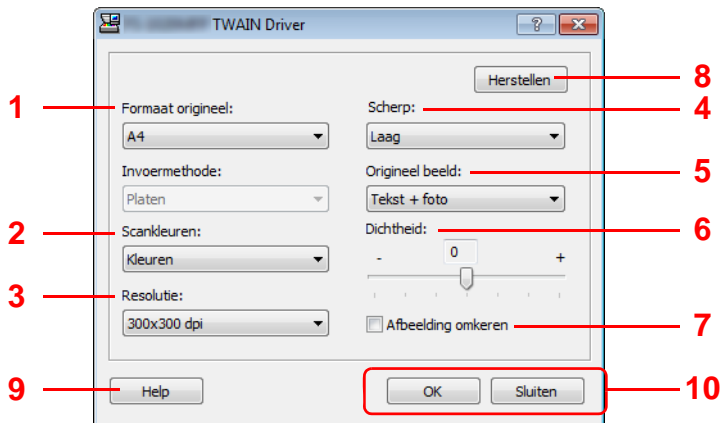 TWAIN Driver
Herstellen
8
1
Formaat origineel:
Scherp:
4
A4
Laag
Invoermethode:
Origineel beeld:
5
Platen
Tekst + foto
2
Scankleuren:
Dichtheid:
6
Kleuren
- 0 +
3
Resolutie:
300x300 dpi
Afbeelding omkeren
7
9
Help
OK
Sluiten
10